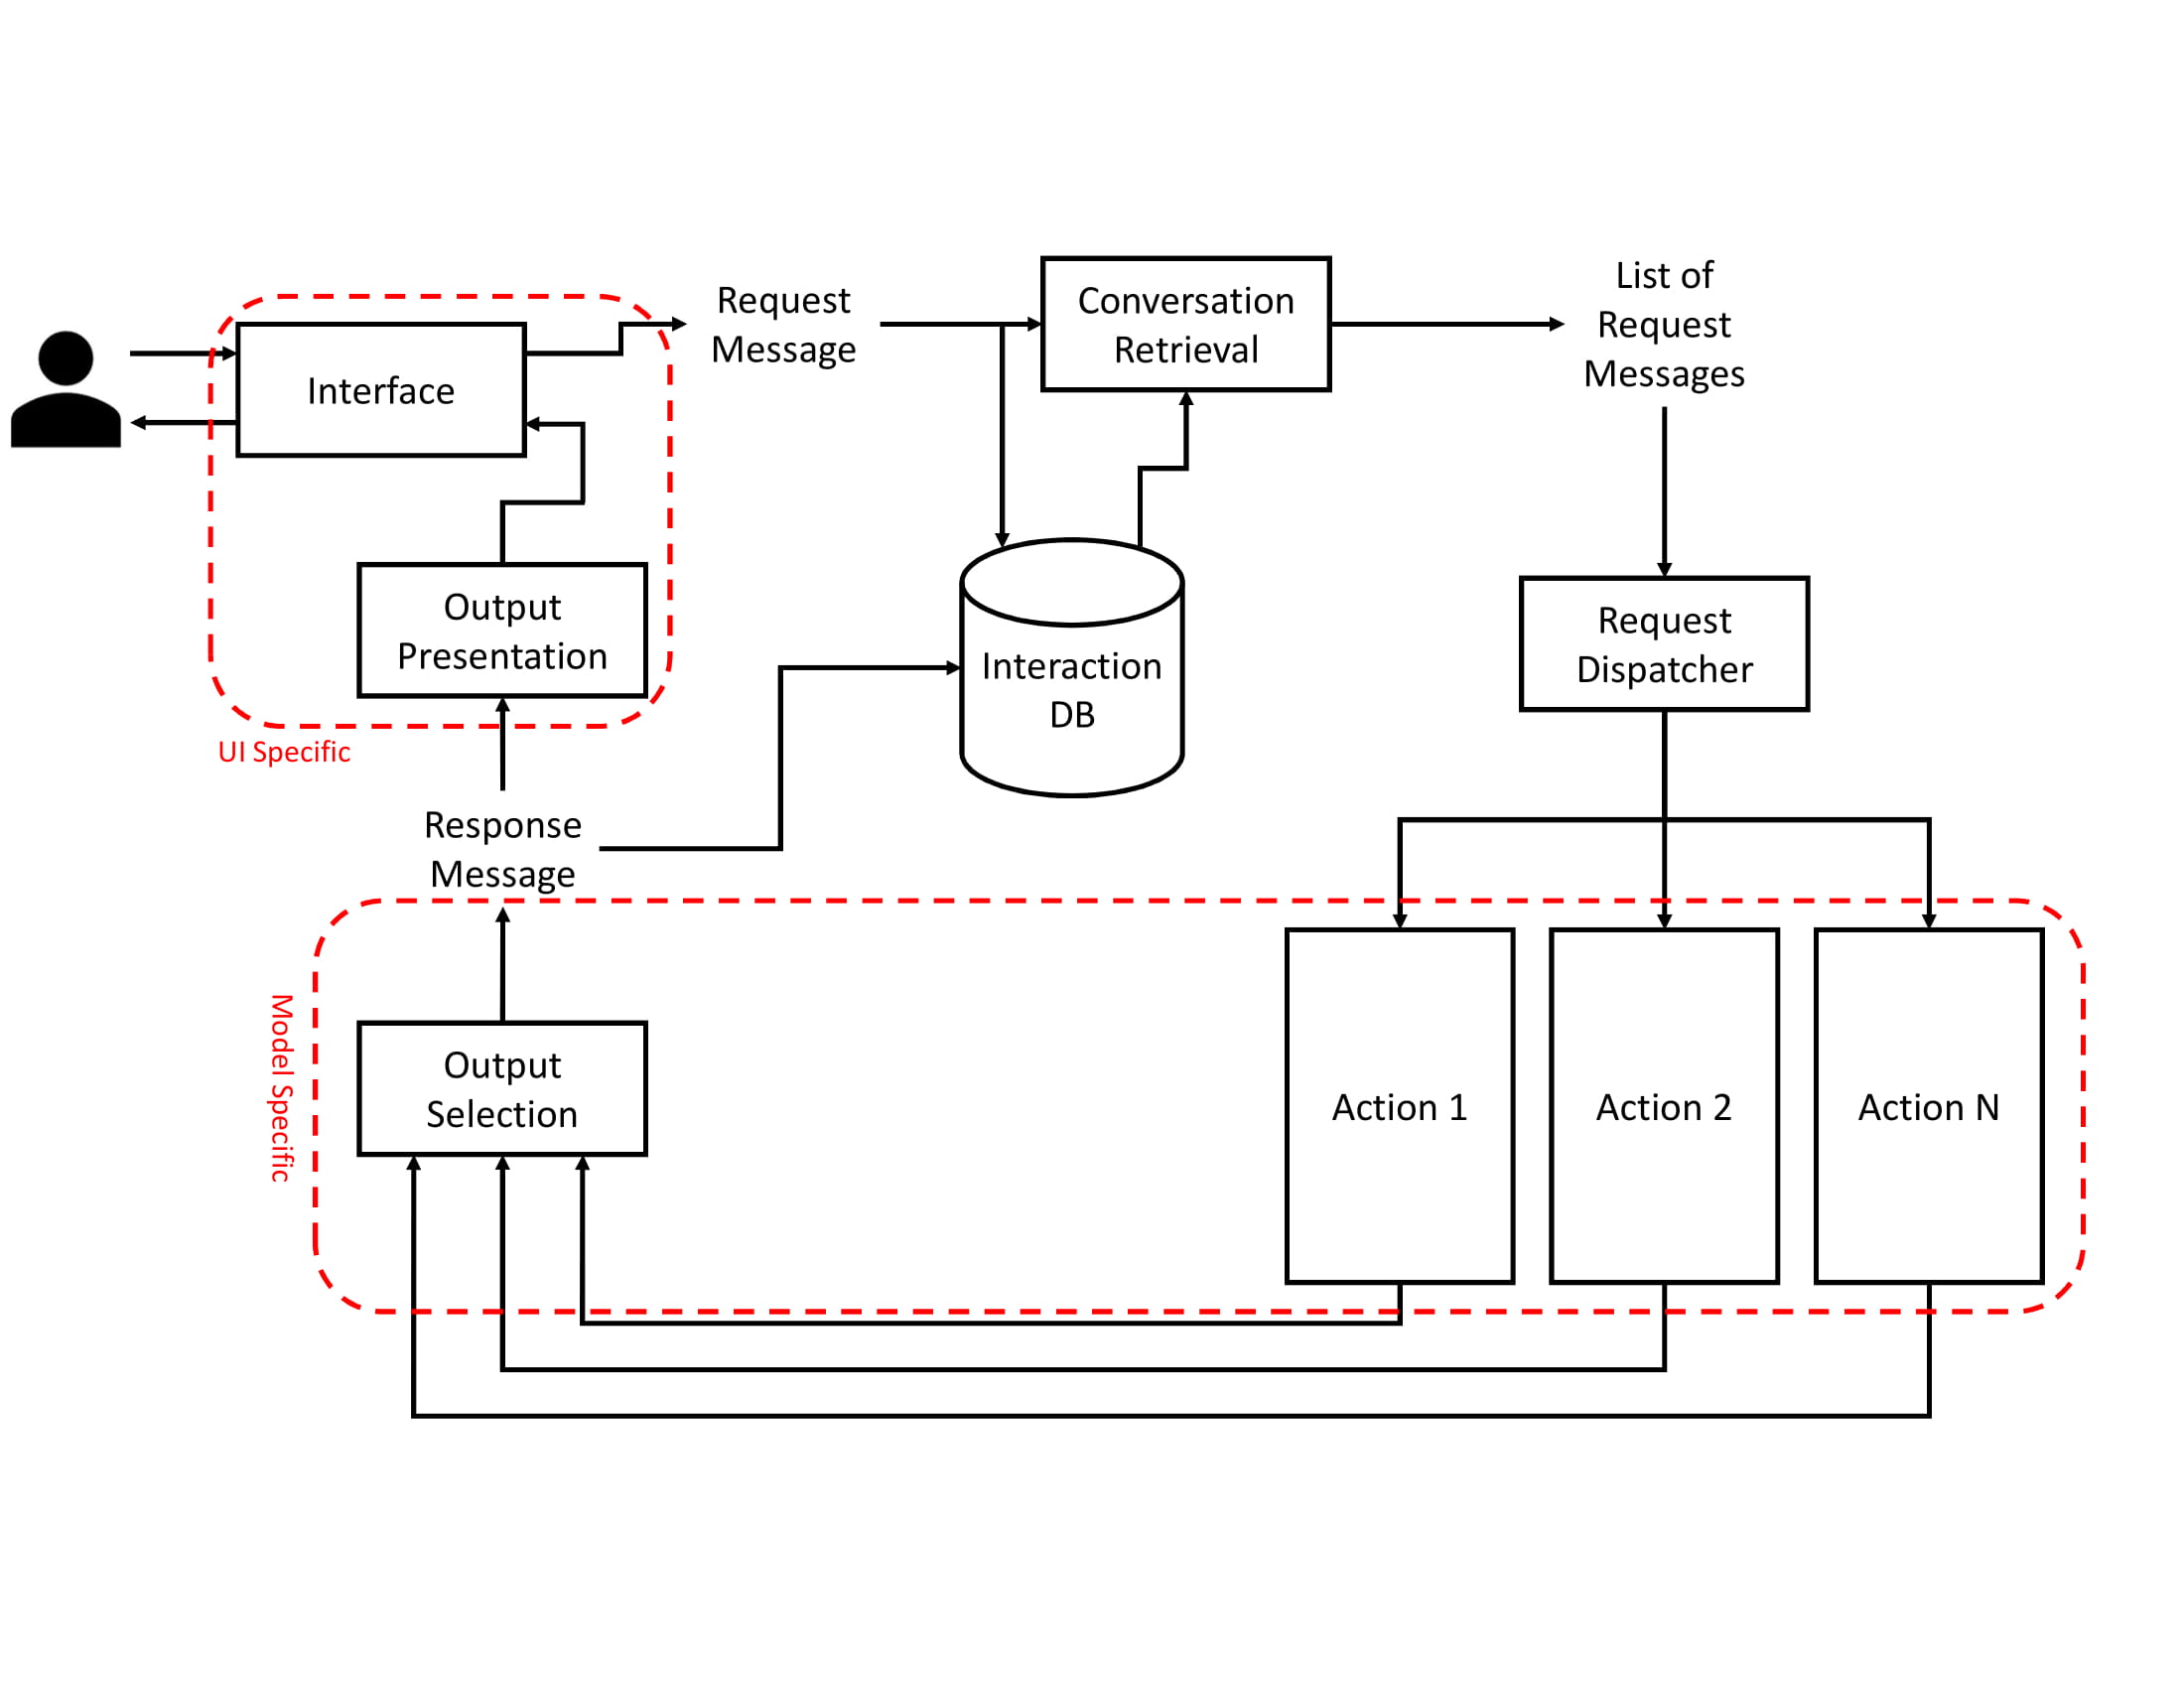 Request
Message
Conversation
Retrieval
List of
Request
Messages
Interface
Output
Presentation
UI Specific
Interaction
DB
Request
Dispatcher
Response
Message
Model Specific
Output
Selection
Action 1
Action 2
Action N